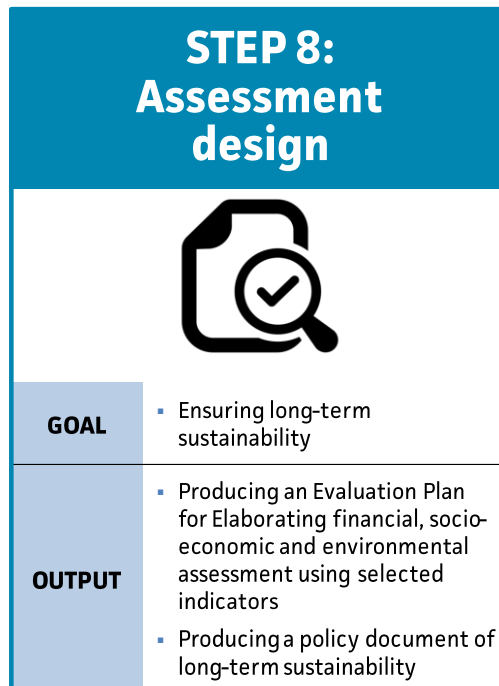 STEP 8:
Assessment
design
GOAL
▪ Ensuring long-term
sustainability
OUTPUT
▪ Producing an Evaluation Plan
for Elaborating financial, socio-
economic and environmental
assessment using selected
indicators
▪ Producing a policy document of
long-term sustainability